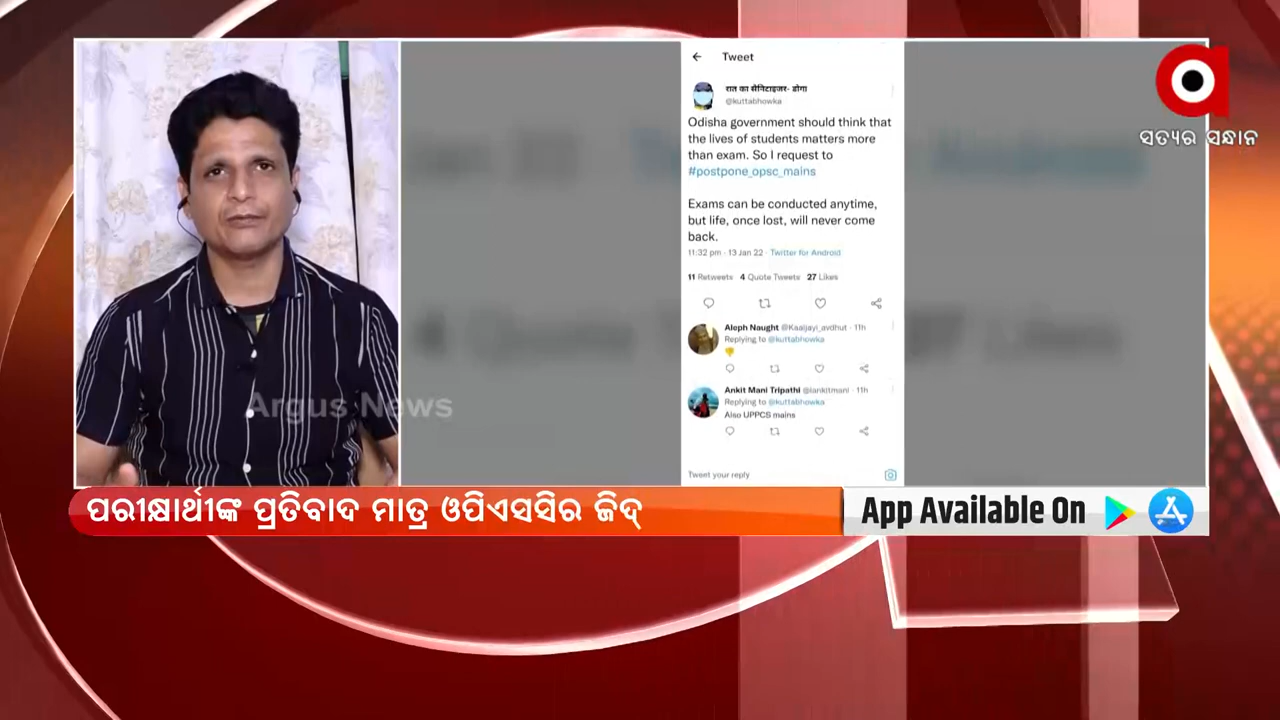 Tweet
रात का सैनिटाइजर- डोगा
@kuttabhowka
Odisha government should think that
the lives of students matters more
than exam. So I request to
#postpone_opsc_mains
Exams can be conducted anytime,
but life, once lost, will never come
back.
11:32 pm · 13 Jan 22 · Twitter for Android
11 Retweets 4 Quote Tweets 27 Likes
Aleph Naught @Kaaljayi_avdhut · 11h
Replying to @kuttabhowka
👎
Ankit Mani Tripathi @iankitmani · 11h
Replying to @kuttabhowka
Also UPPCS mains
Tweet your reply
ସତ୍ୟର ସନ୍ଧାନ
Argus News
ପରୀକ୍ଷାର୍ଥୀଙ୍କ ପ୍ରତିବାଦ ମାତ୍ର ଓପିଏସସିର ଜିଦ୍
App Available On